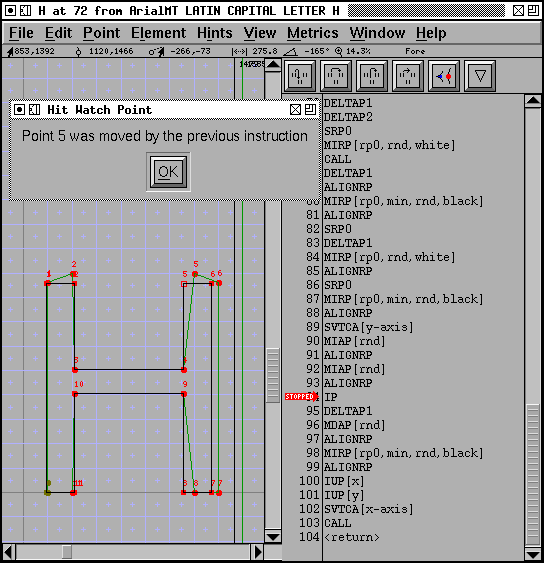 H at 72 from ArialMT LATIN CAPITAL LETTER H
File Edit Point Element Hints View Metrics Window Help
853,1392 1120,1466 -266,-73 275.8 -165° 14.3% Fore
Hit Watch Point
Point 5 was moved by the previous instruction
OK
DELTAP1
DELTAP2
SRP0
MIRP[rp0,rnd,white]
CALL
DELTAP1
ALIGNRP
80 MIRP[rp0,min,rnd,black]
81 ALIGNRP
82 SRP0
83 DELTAP1
84 MIRP[rp0,rnd,white]
85 ALIGNRP
86 SRP0
87 MIRP[rp0,min,rnd,black]
88 ALIGNRP
89 SVTCA[y-axis]
90 MIAP[rnd]
91 ALIGNRP
92 MIAP[rnd]
93 ALIGNRP
STOPPED IP
95 DELTAP1
96 MDAP[rnd]
97 ALIGNRP
98 MIRP[rp0,min,rnd,black]
99 ALIGNRP
100 IUP[x]
101 IUP[y]
102 SVTCA[x-axis]
103 CALL
104 <return>
1 2 5 5 6 6
10 9
11 8 7 7